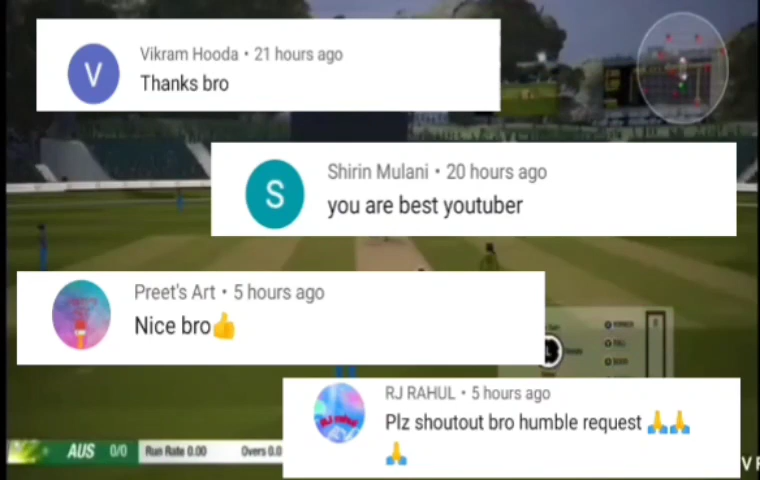 Vikram Hooda • 21 hours ago
Thanks bro
Shirin Mulani • 20 hours ago
you are best youtuber
Preet's Art • 5 hours ago
Nice bro👍
RJ RAHUL • 5 hours ago
Plz shoutout bro humble request 🙏🙏
🙏
AUS 0/0 Run Rate 0.00 Overs 0.0
V
S